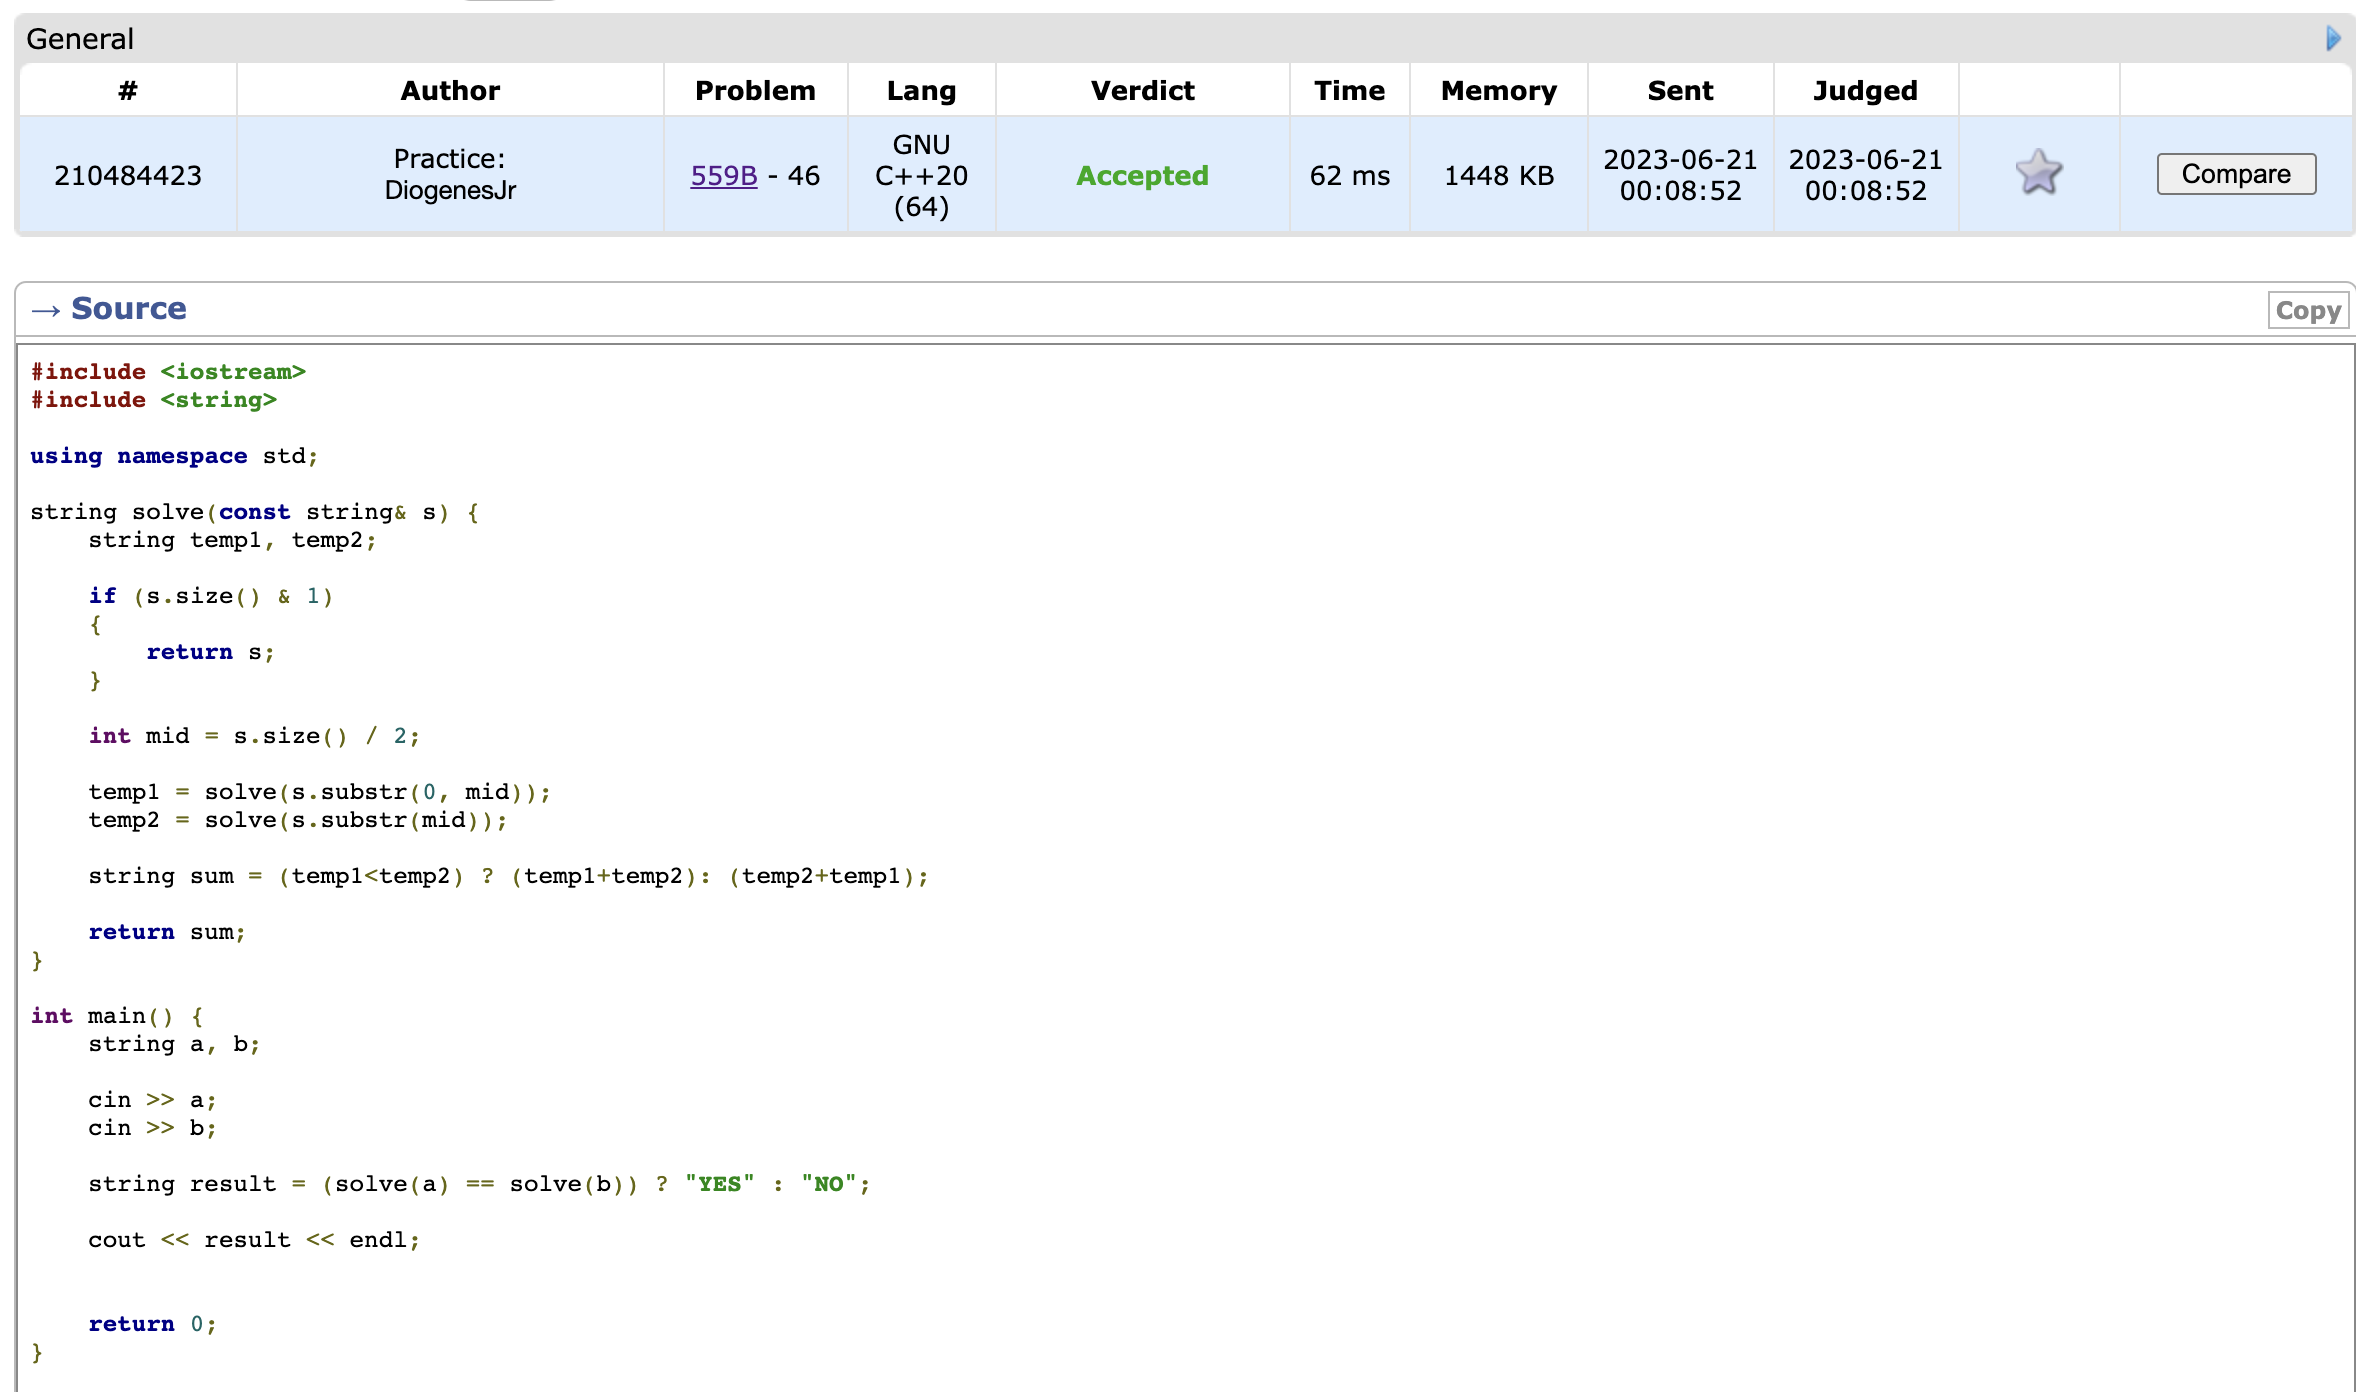 General
# Author Problem Lang Verdict Time Memory Sent Judged
210484423 Practice: DiogenesJr 559B - 46 GNU C++20 (64) Accepted 62 ms 1448 KB 2023-06-21 00:08:52 2023-06-21 00:08:52 Compare
→ Source Copy
#include <iostream>
#include <string>
using namespace std;
string solve(const string& s) {
    string temp1, temp2;
    if (s.size() & 1)
    {
        return s;
    }
    int mid = s.size() / 2;
    temp1 = solve(s.substr(0, mid));
    temp2 = solve(s.substr(mid));
    string sum = (temp1<temp2) ? (temp1+temp2): (temp2+temp1);
    return sum;
}
int main() {
    string a, b;
    cin >> a;
    cin >> b;
    string result = (solve(a) == solve(b)) ? "YES" : "NO";
    cout << result << endl;
    return 0;
}